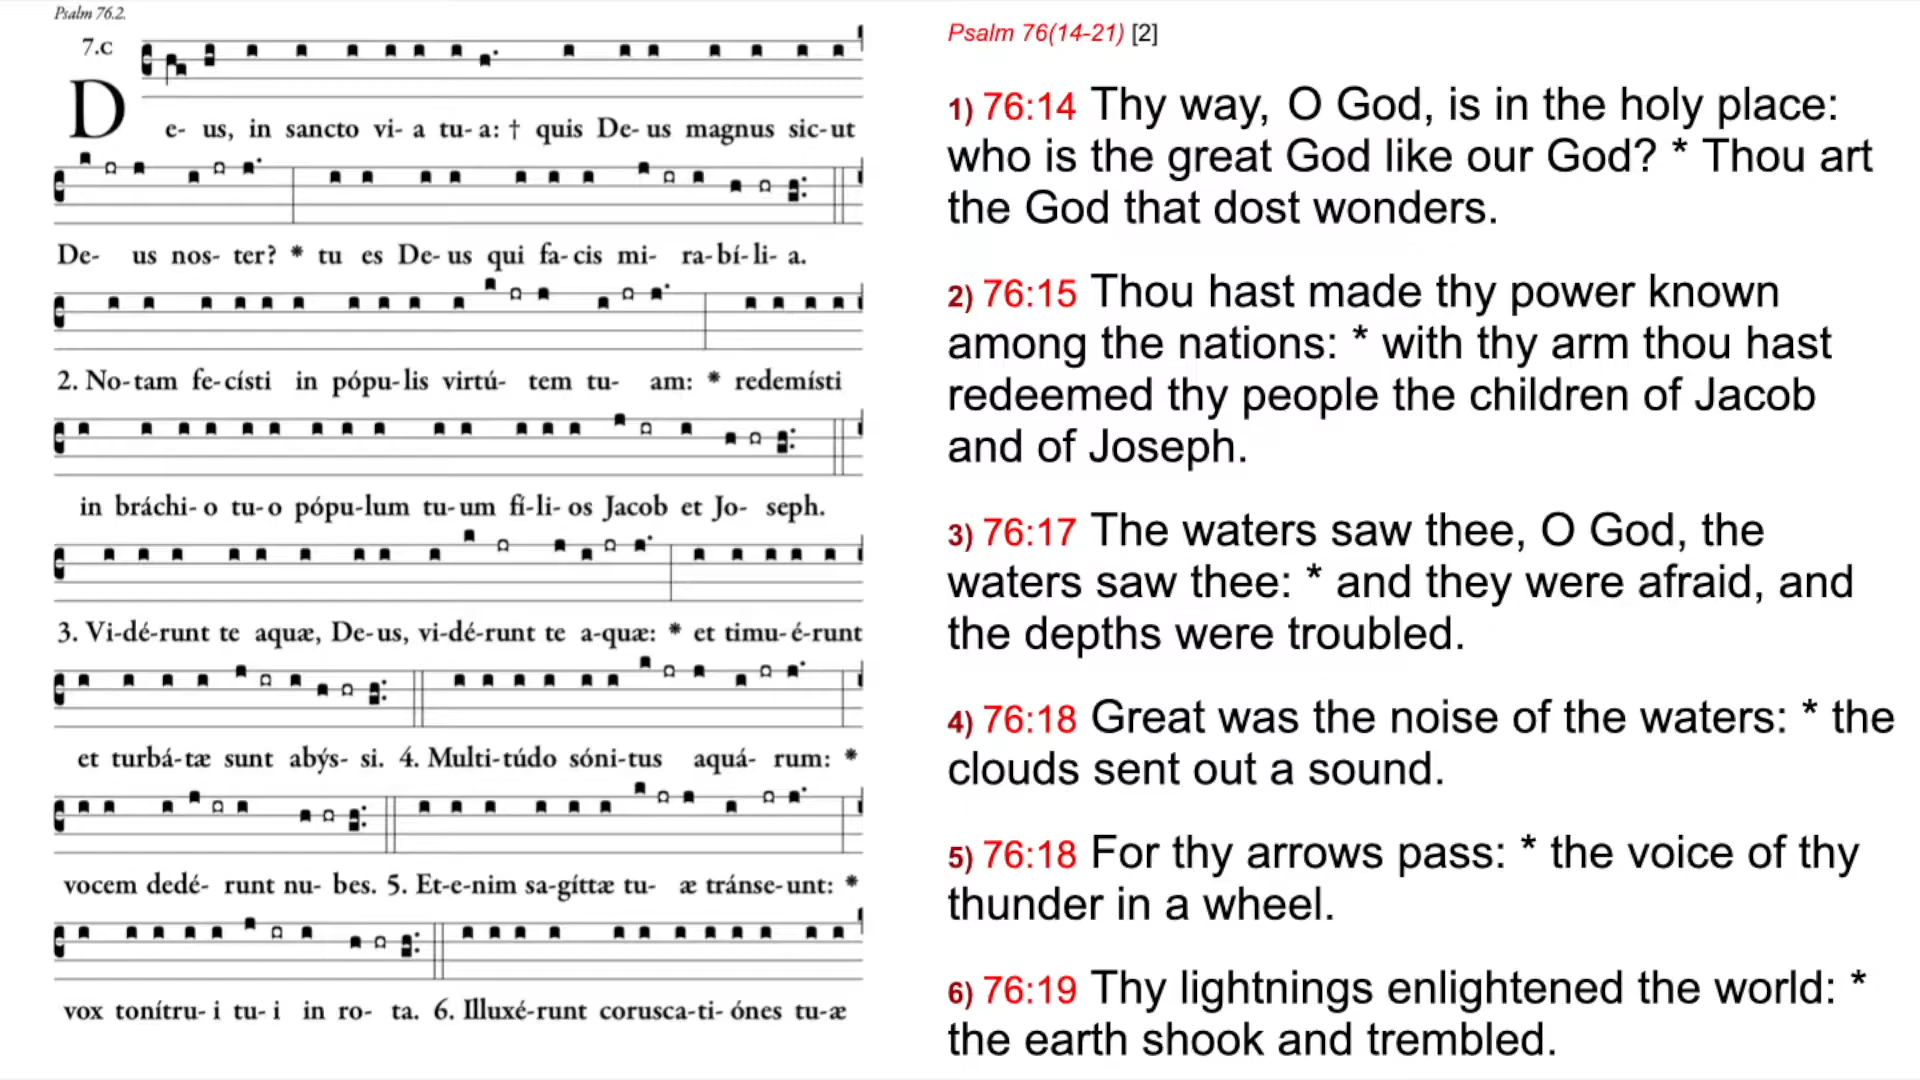 Psalm 76.2.
7.c
De- us, in sancto vi- a tu- a: † quis De- us magnus sic- ut
De- us nos- ter? * tu es De- us qui fa- cis mi- ra- bí- li- a.
2. No- tam fe- císti in pópu- lis virtú- tem tu- am: * redemísti
in bráchi- o tu- o pópu- lum tu- um fí- li- os Jacob et Jo- seph.
3. Vi- dé- runt te aquæ, De- us, vi- dé- runt te a- quæ: * et timu- é- runt
et turbá- tæ sunt abýs- si. 4. Multi- túdo sóni- tus aquá- rum: *
vocem dedé- runt nu- bes. 5. Et- e- nim sa- gíttæ tu- æ tránse- unt: *
vox tonítru- i tu- i in ro- ta. 6. Illuxé- runt corusca- ti- ónes tu- æ
Psalm 76(14-21) [2]
1) 76:14 Thy way, O God, is in the holy place:
who is the great God like our God? * Thou art
the God that dost wonders.
2) 76:15 Thou hast made thy power known
among the nations: * with thy arm thou hast
redeemed thy people the children of Jacob
and of Joseph.
3) 76:17 The waters saw thee, O God, the
waters saw thee: * and they were afraid, and
the depths were troubled.
4) 76:18 Great was the noise of the waters: * the
clouds sent out a sound.
5) 76:18 For thy arrows pass: * the voice of thy
thunder in a wheel.
6) 76:19 Thy lightnings enlightened the world: *
the earth shook and trembled.